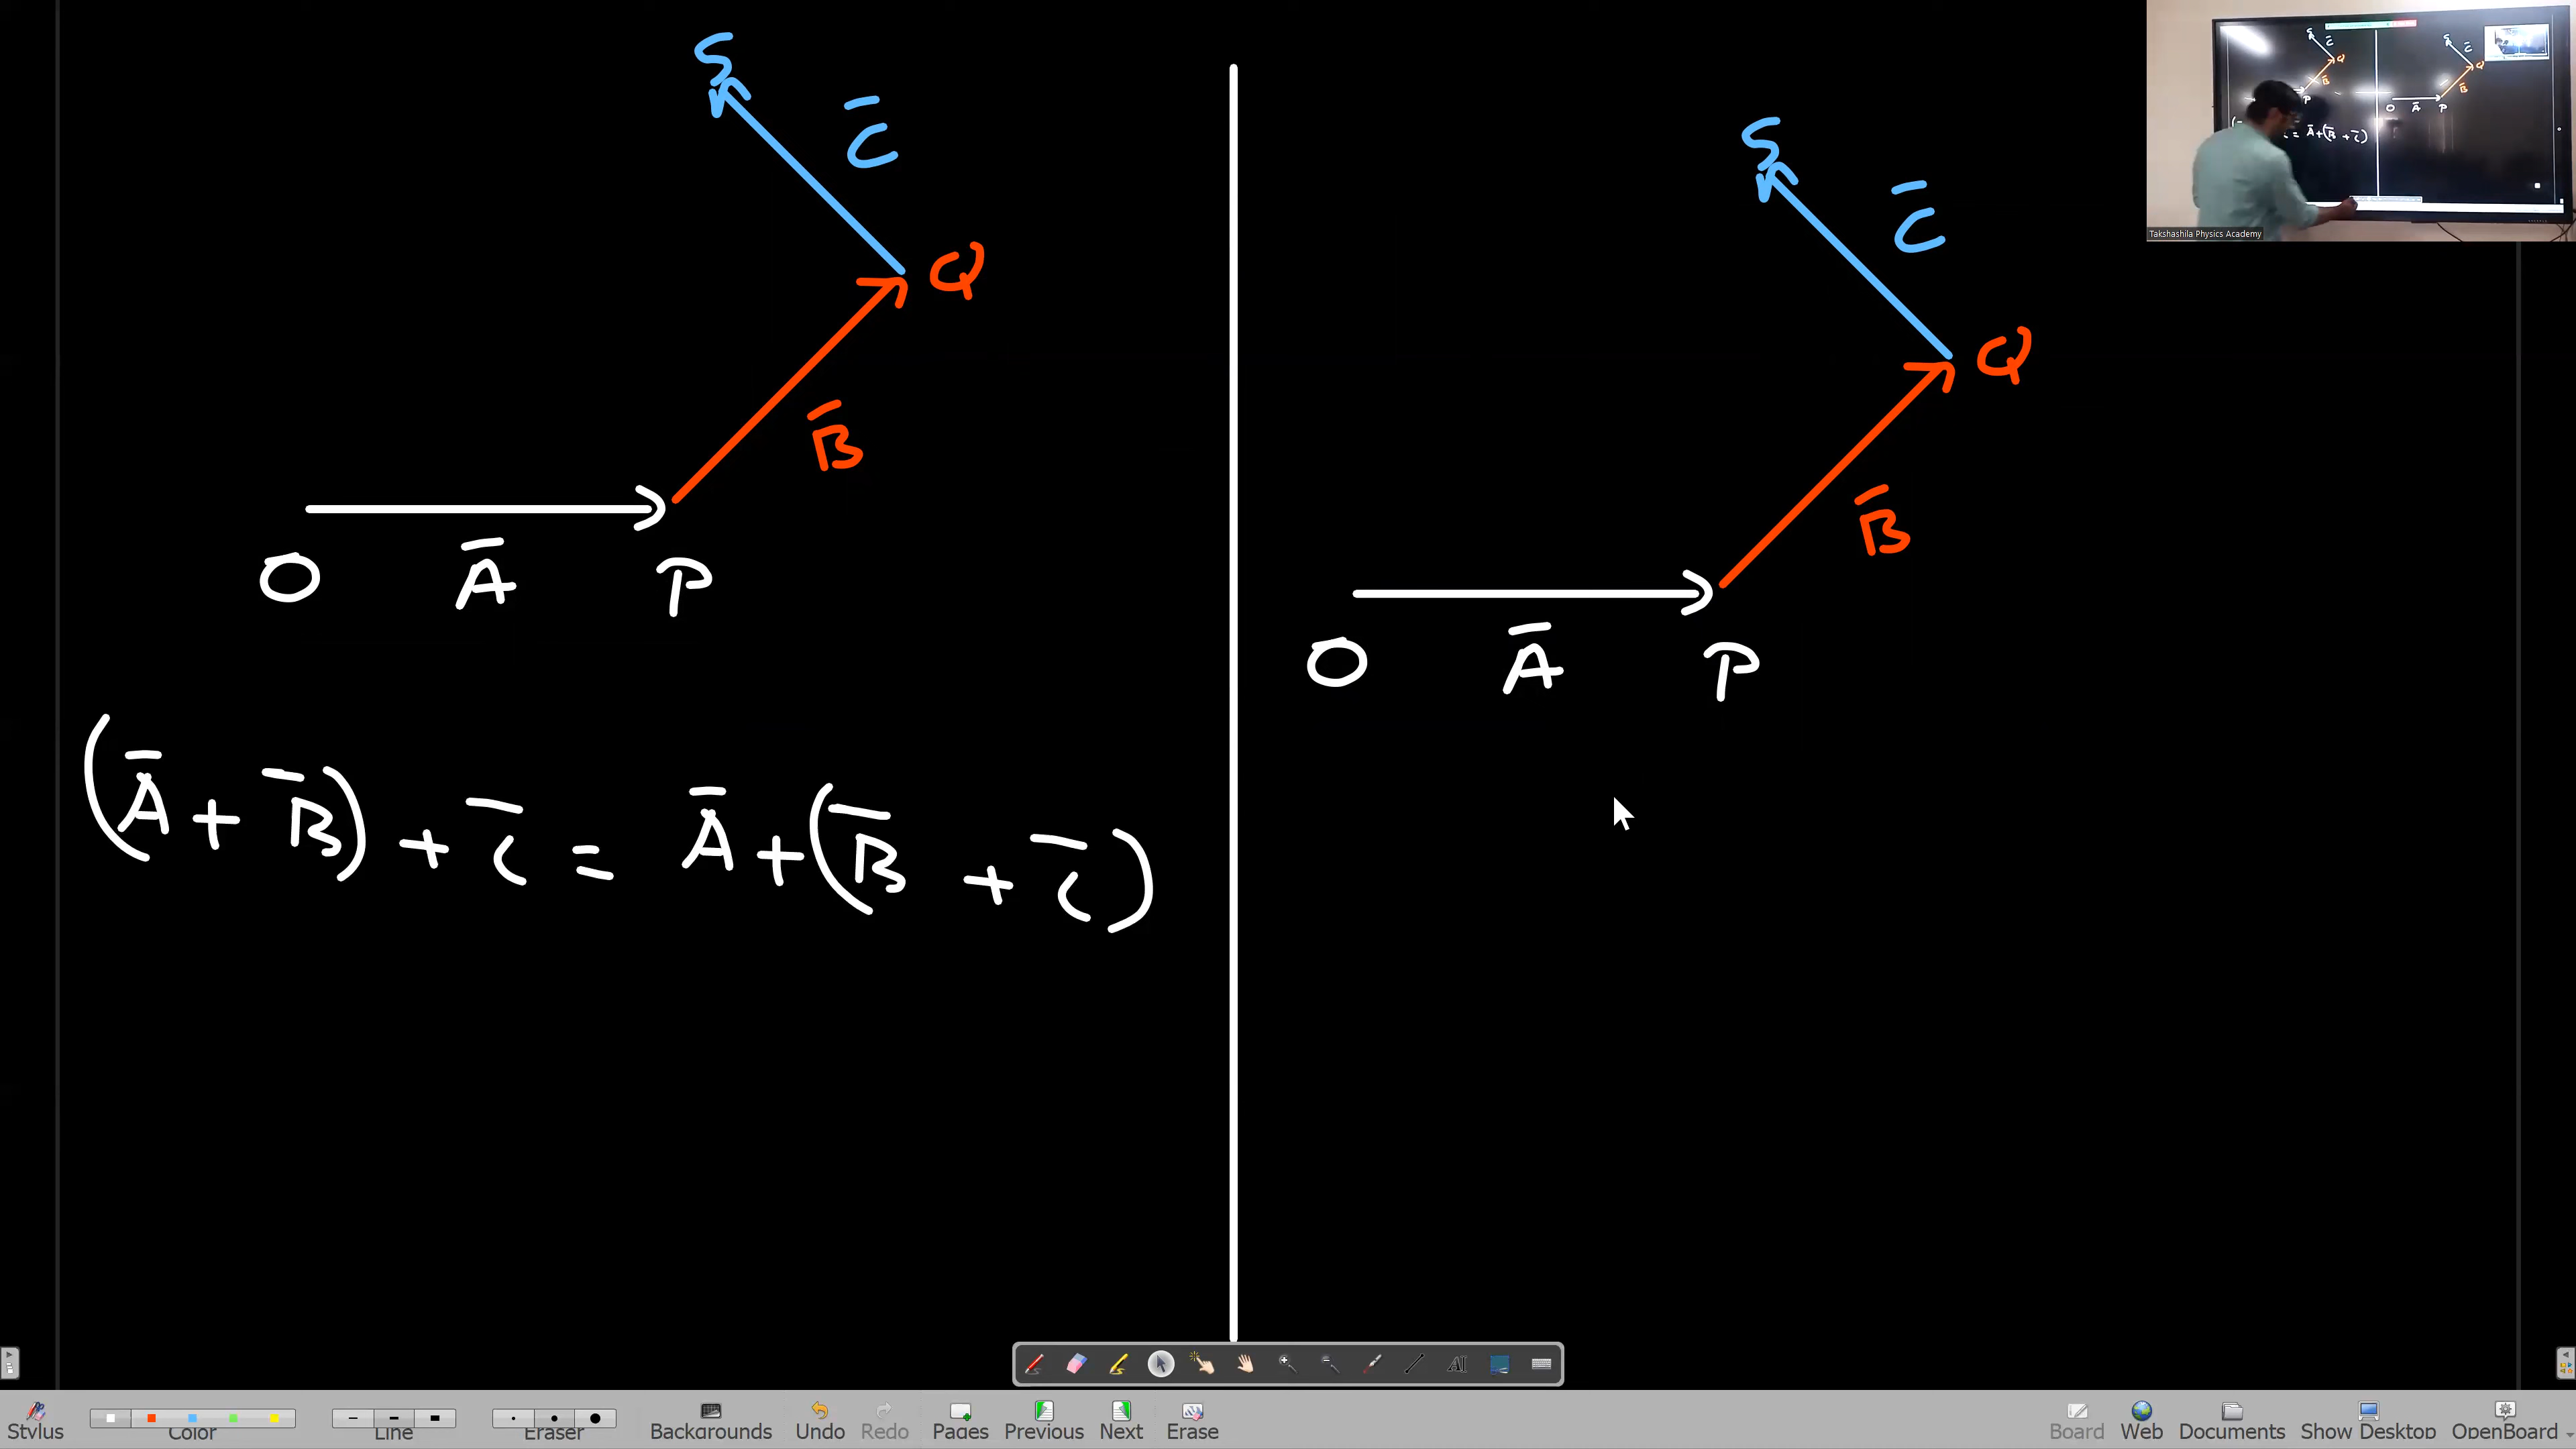 S
C̅
Q
B̅
O A̅ P
(A̅ + B̅) + C̅ = A̅ + (B̅ + C̅)
S
C̅
Q
B̅
O A̅ P
Takshashila Physics Academy
Stylus Color Line Eraser Backgrounds Undo Redo Pages Previous Next Erase Board Web Documents Show Desktop OpenBoard